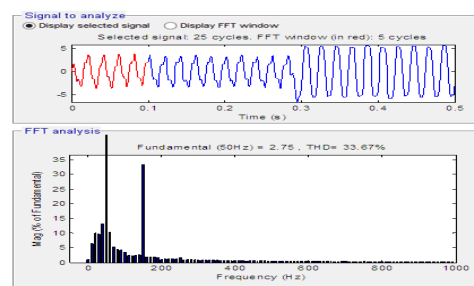 Signal to analyze
Display selected signal Display FFT window
Selected signal: 25 cycles. FFT window (in red): 5 cycles
5
0
-5
0 0.1 0.2 0.3 0.4 0.5
Time (s)
FFT analysis
Fundamental (50Hz) = 2.75 , THD= 33.67%
Mag (% of Fundamental)
35
30
25
20
15
10
5
0
0 200 400 600 800 1000
Frequency (Hz)